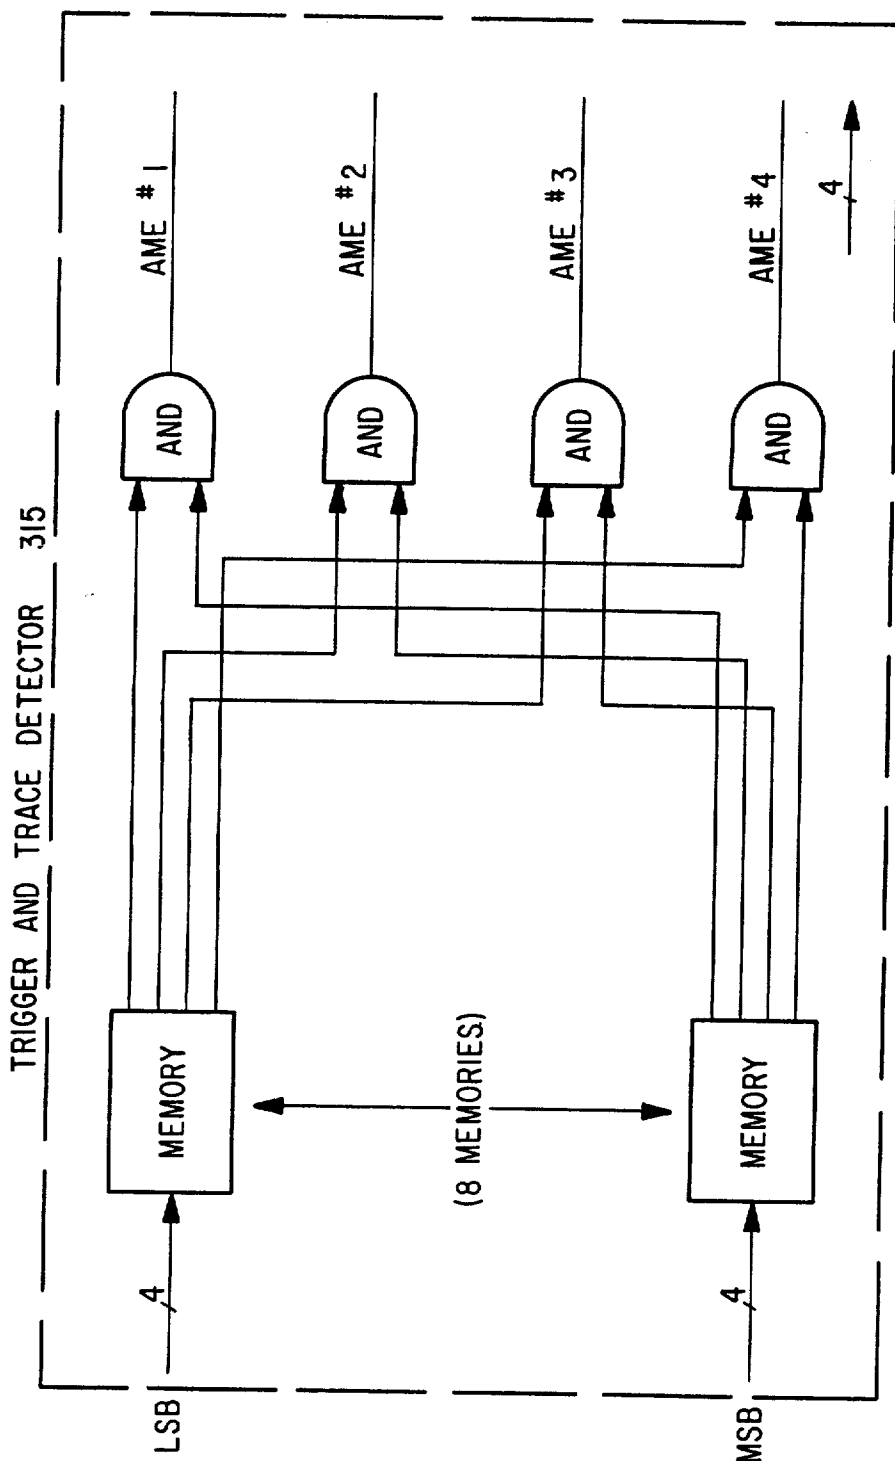 TRIGGER AND TRACE DETECTOR 315
LSB
4
MEMORY
AND
AME #1
AND
AME #2
(8 MEMORIES)
AND
AME #3
MSB
4
MEMORY
AND
AME #4
4